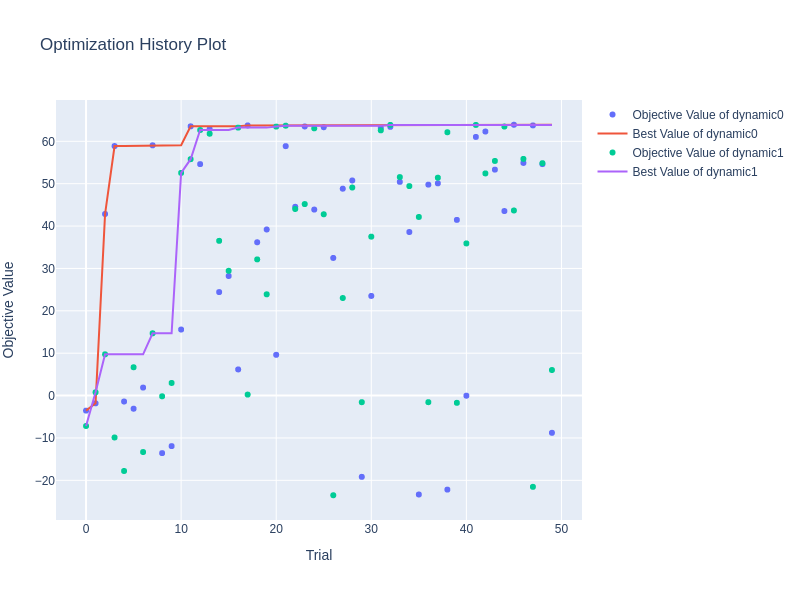 Optimization History Plot
Objective Value of dynamic0
Best Value of dynamic0
Objective Value of dynamic1
Best Value of dynamic1
60
50
40
30
20
10
0
−10
−20
Objective Value
0
10
20
30
40
50
Trial